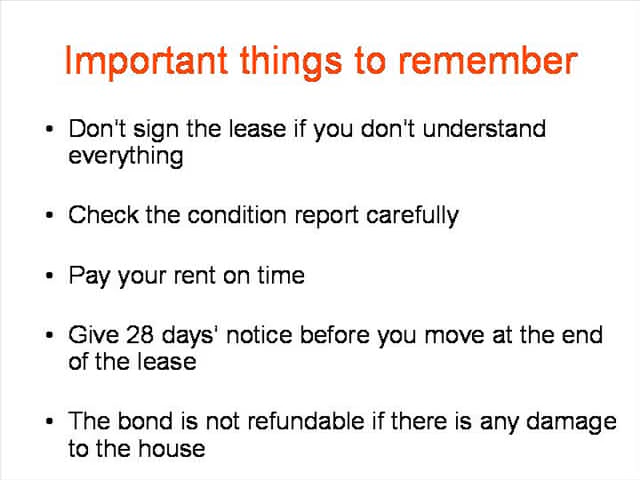 Important things to remember
• Don't sign the lease if you don't understand
everything
• Check the condition report carefully
• Pay your rent on time
• Give 28 days' notice before you move at the end
of the lease
• The bond is not refundable if there is any damage
to the house